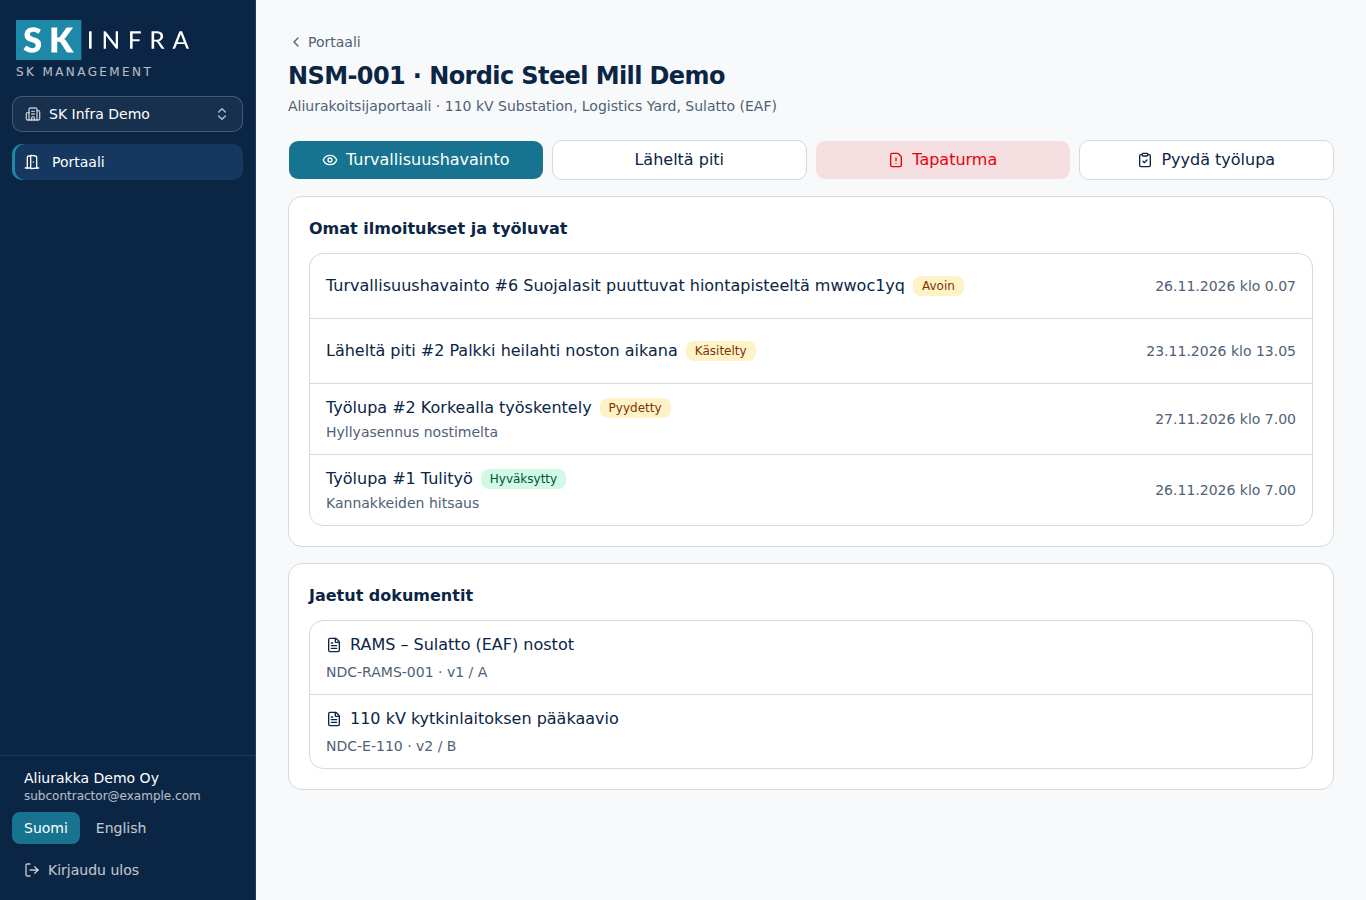 SK INFRA
SK MANAGEMENT
SK Infra Demo
Portaali
Aliurakka Demo Oy
subcontractor@example.com
Suomi English
Kirjaudu ulos
Portaali
NSM-001 · Nordic Steel Mill Demo
Aliurakoitsijaportaali · 110 kV Substation, Logistics Yard, Sulatto (EAF)
Turvallisuushavainto Läheltä piti Tapaturma Pyydä työlupa
Omat ilmoitukset ja työluvat
Turvallisuushavainto #6 Suojalasit puuttuvat hiontapisteeltä mwwoc1yq Avoin 26.11.2026 klo 0.07
Läheltä piti #2 Palkki heilahti noston aikana Käsitelty 23.11.2026 klo 13.05
Työlupa #2 Korkealla työskentely Pyydetty 27.11.2026 klo 7.00
Hyllyasennus nostimelta
Työlupa #1 Tulityö Hyväksytty 26.11.2026 klo 7.00
Kannakkeiden hitsaus
Jaetut dokumentit
RAMS – Sulatto (EAF) nostot
NDC-RAMS-001 · v1 / A
110 kV kytkinlaitoksen pääkaavio
NDC-E-110 · v2 / B